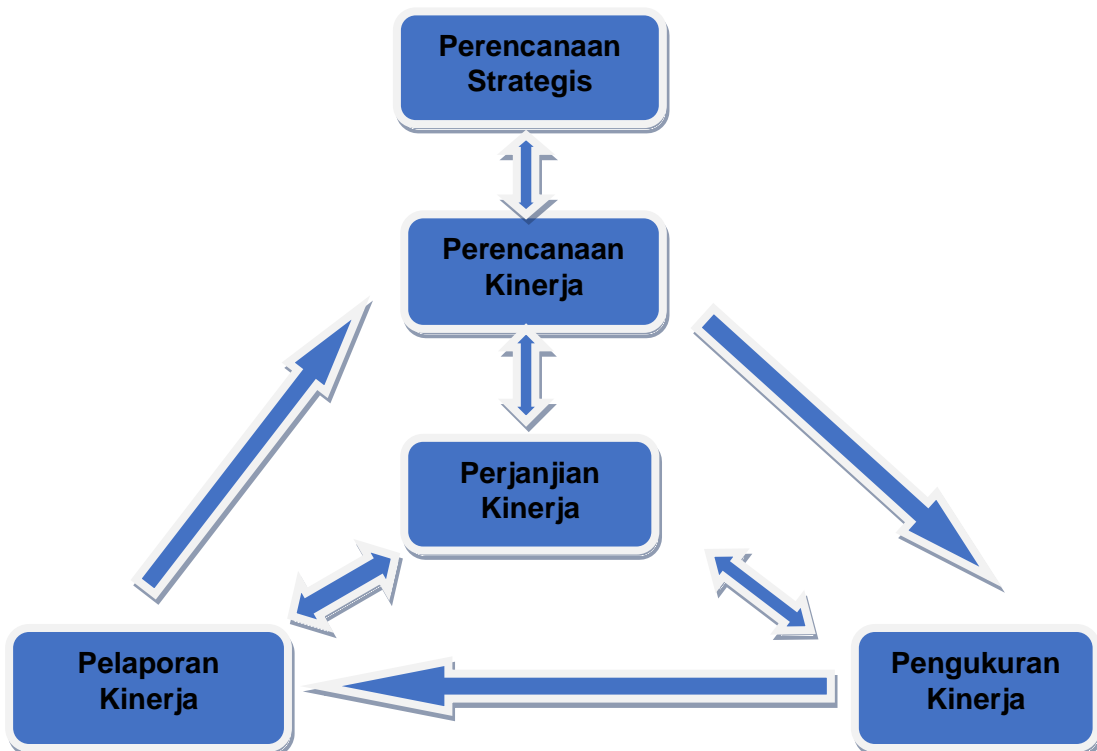 Perencanaan
Strategis
Perencanaan
Kinerja
Perjanjian
Kinerja
Pelaporan
Kinerja
Pengukuran
Kinerja